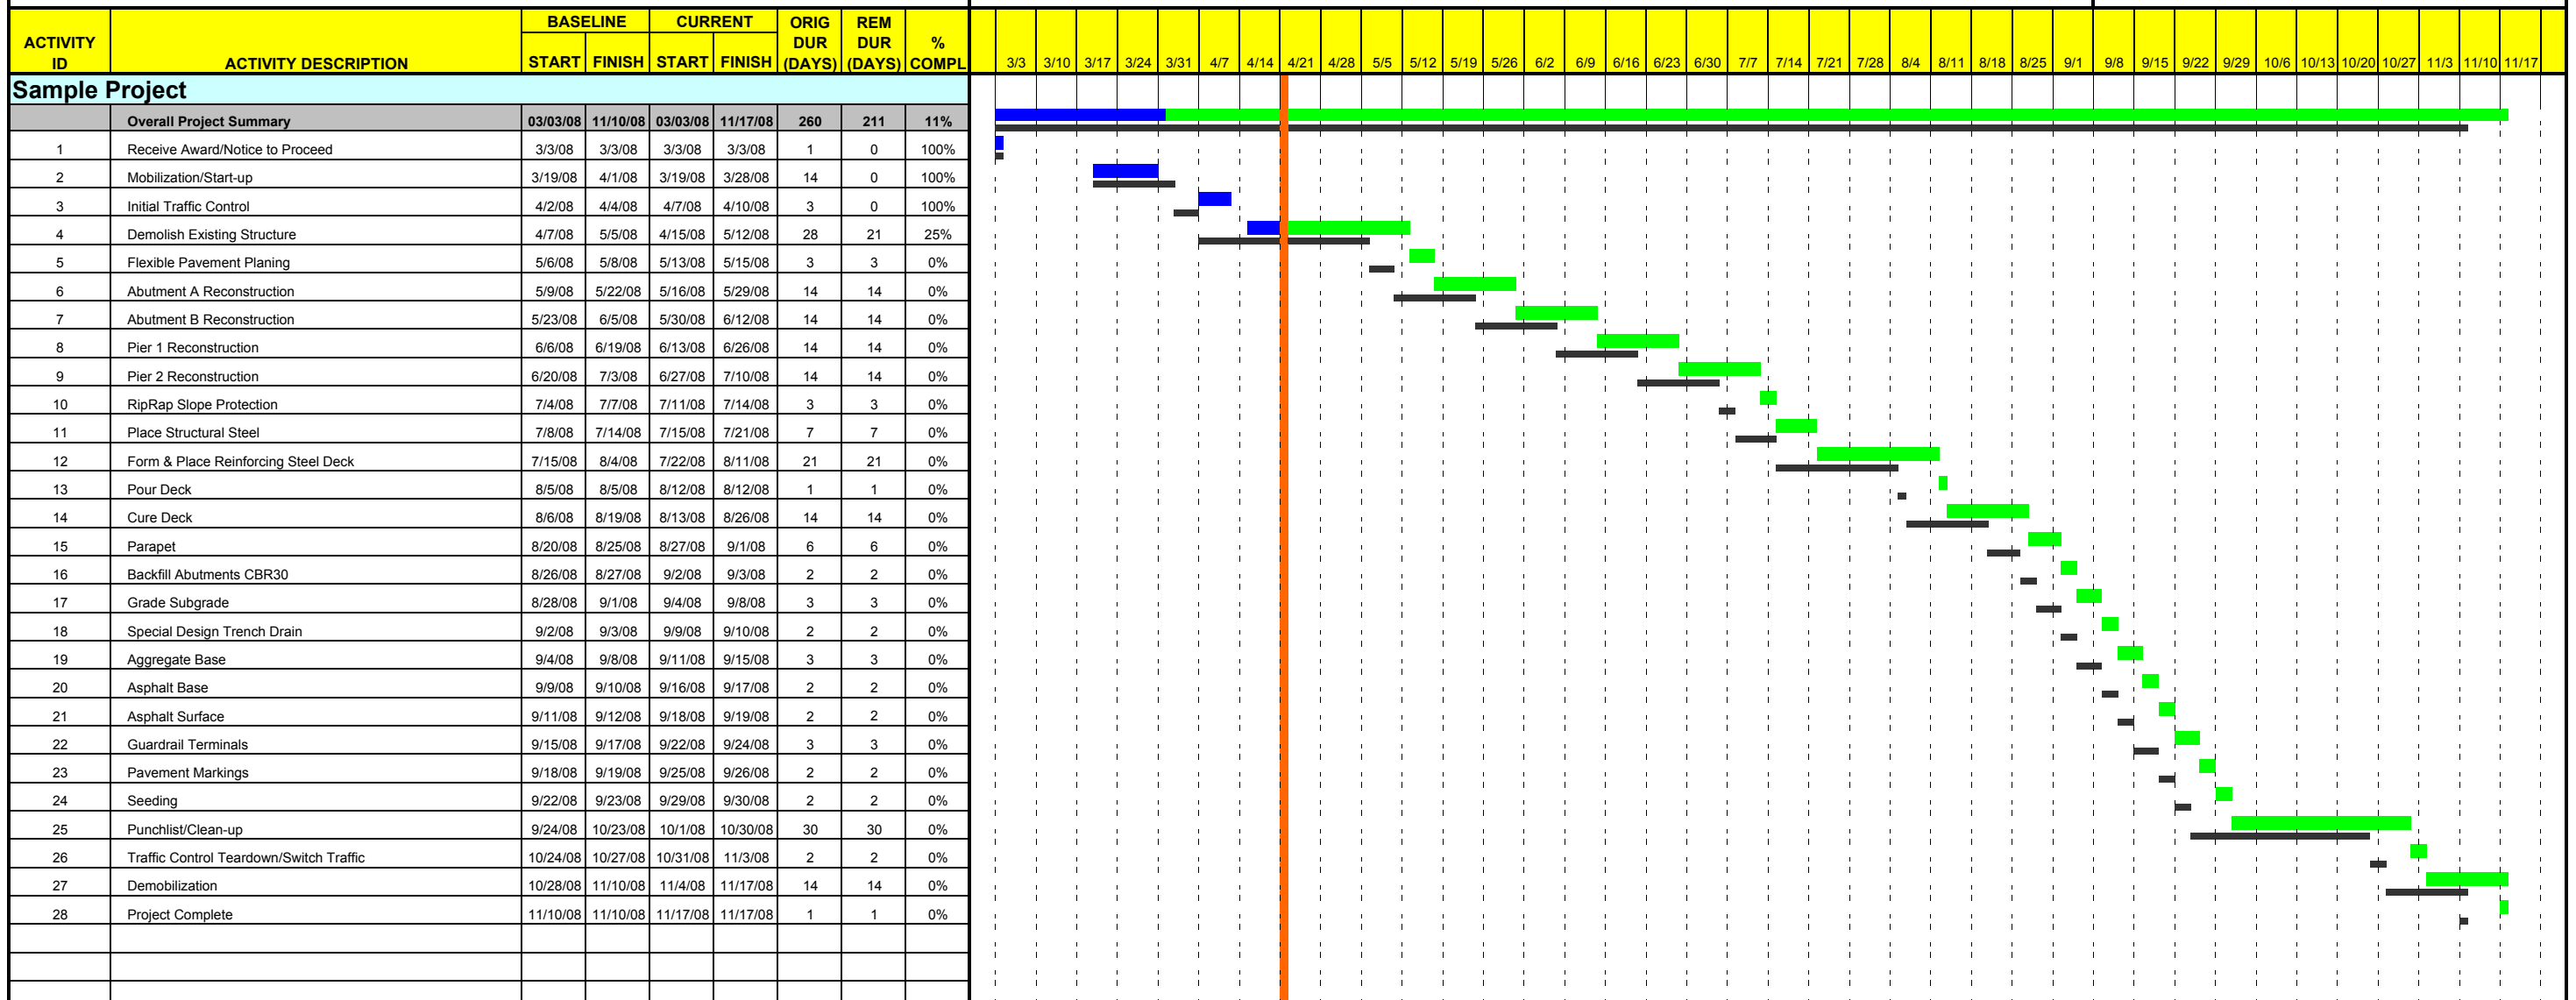 BASELINE CURRENT ORIG REM
ACTIVITY DUR DUR %
ID ACTIVITY DESCRIPTION START FINISH START FINISH (DAYS) (DAYS) COMPL 3/3 3/10 3/17 3/24 3/31 4/7 4/14 4/21 4/28 5/5 5/12 5/19 5/26 6/2 6/9 6/16 6/23 6/30 7/7 7/14 7/21 7/28 8/4 8/11 8/18 8/25 9/1 9/8 9/15 9/22 9/29 10/6 10/13 10/20 10/27 11/3 11/10 11/17
Sample Project
Overall Project Summary 03/03/08 11/10/08 03/03/08 11/17/08 260 211 11%
1 Receive Award/Notice to Proceed 3/3/08 3/3/08 3/3/08 3/3/08 1 0 100%
2 Mobilization/Start-up 3/19/08 4/1/08 3/19/08 3/28/08 14 0 100%
3 Initial Traffic Control 4/2/08 4/4/08 4/7/08 4/10/08 3 0 100%
4 Demolish Existing Structure 4/7/08 5/5/08 4/15/08 5/12/08 28 21 25%
5 Flexible Pavement Planing 5/6/08 5/8/08 5/13/08 5/15/08 3 3 0%
6 Abutment A Reconstruction 5/9/08 5/22/08 5/16/08 5/29/08 14 14 0%
7 Abutment B Reconstruction 5/23/08 6/5/08 5/30/08 6/12/08 14 14 0%
8 Pier 1 Reconstruction 6/6/08 6/19/08 6/13/08 6/26/08 14 14 0%
9 Pier 2 Reconstruction 6/20/08 7/3/08 6/27/08 7/10/08 14 14 0%
10 RipRap Slope Protection 7/4/08 7/7/08 7/11/08 7/14/08 3 3 0%
11 Place Structural Steel 7/8/08 7/14/08 7/15/08 7/21/08 7 7 0%
12 Form & Place Reinforcing Steel Deck 7/15/08 8/4/08 7/22/08 8/11/08 21 21 0%
13 Pour Deck 8/5/08 8/5/08 8/12/08 8/12/08 1 1 0%
14 Cure Deck 8/6/08 8/19/08 8/13/08 8/26/08 14 14 0%
15 Parapet 8/20/08 8/25/08 8/27/08 9/1/08 6 6 0%
16 Backfill Abutments CBR30 8/26/08 8/27/08 9/2/08 9/3/08 2 2 0%
17 Grade Subgrade 8/28/08 9/1/08 9/4/08 9/8/08 3 3 0%
18 Special Design Trench Drain 9/2/08 9/3/08 9/9/08 9/10/08 2 2 0%
19 Aggregate Base 9/4/08 9/8/08 9/11/08 9/15/08 3 3 0%
20 Asphalt Base 9/9/08 9/10/08 9/16/08 9/17/08 2 2 0%
21 Asphalt Surface 9/11/08 9/12/08 9/18/08 9/19/08 2 2 0%
22 Guardrail Terminals 9/15/08 9/17/08 9/22/08 9/24/08 3 3 0%
23 Pavement Markings 9/18/08 9/19/08 9/25/08 9/26/08 2 2 0%
24 Seeding 9/22/08 9/23/08 9/29/08 9/30/08 2 2 0%
25 Punchlist/Clean-up 9/24/08 10/23/08 10/1/08 10/30/08 30 30 0%
26 Traffic Control Teardown/Switch Traffic 10/24/08 10/27/08 10/31/08 11/3/08 2 2 0%
27 Demobilization 10/28/08 11/10/08 11/4/08 11/17/08 14 14 0%
28 Project Complete 11/10/08 11/10/08 11/17/08 11/17/08 1 1 0%